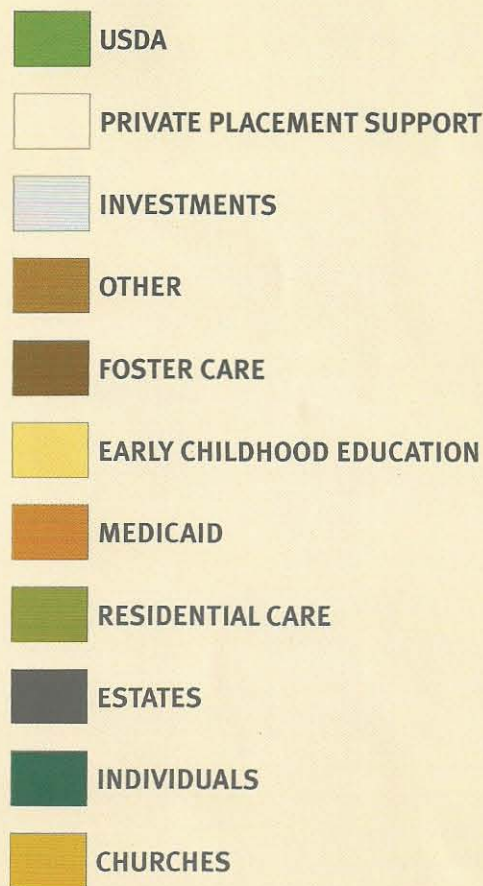 USDA
PRIVATE PLACEMENT SUPPORT
INVESTMENTS
OTHER
FOSTER CARE
EARLY CHILDHOOD EDUCATION
MEDICAID
RESIDENTIAL CARE
ESTATES
INDIVIDUALS
CHURCHES